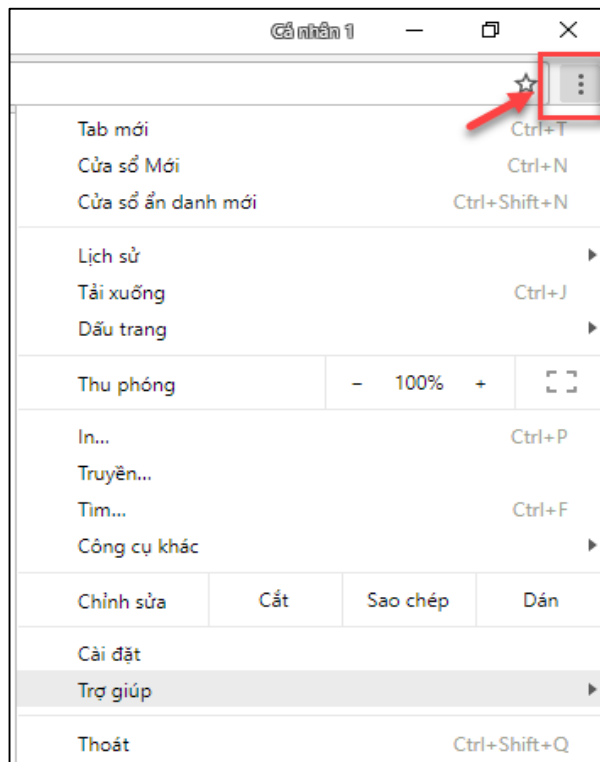 Cá nhân 1
Tab mới Ctrl+T
Cửa sổ Mới Ctrl+N
Cửa sổ ẩn danh mới Ctrl+Shift+N
Lịch sử
Tải xuống Ctrl+J
Dấu trang
Thu phóng - 100% +
In... Ctrl+P
Truyền...
Tìm... Ctrl+F
Công cụ khác
Chỉnh sửa Cắt Sao chép Dán
Cài đặt
Trợ giúp
Thoát Ctrl+Shift+Q